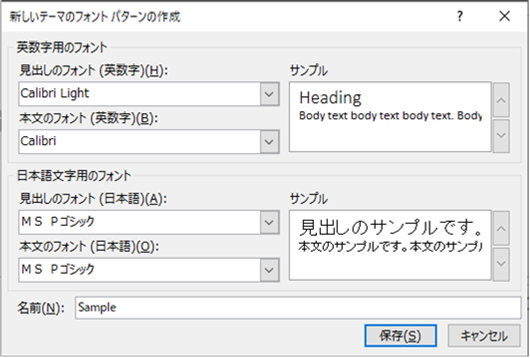 新しいテーマのフォント パターンの作成
英数字用のフォント
見出しのフォント (英数字)(H):
Calibri Light
本文のフォント (英数字)(B):
Calibri
サンプル
Heading
Body text body text body text. Body
日本語文字用のフォント
見出しのフォント (日本語)(A):
ＭＳ Ｐゴシック
本文のフォント (日本語)(O):
ＭＳ Ｐゴシック
サンプル
見出しのサンプルです。
本文のサンプルです。本文のサンプル
名前(N): Sample
保存(S) キャンセル